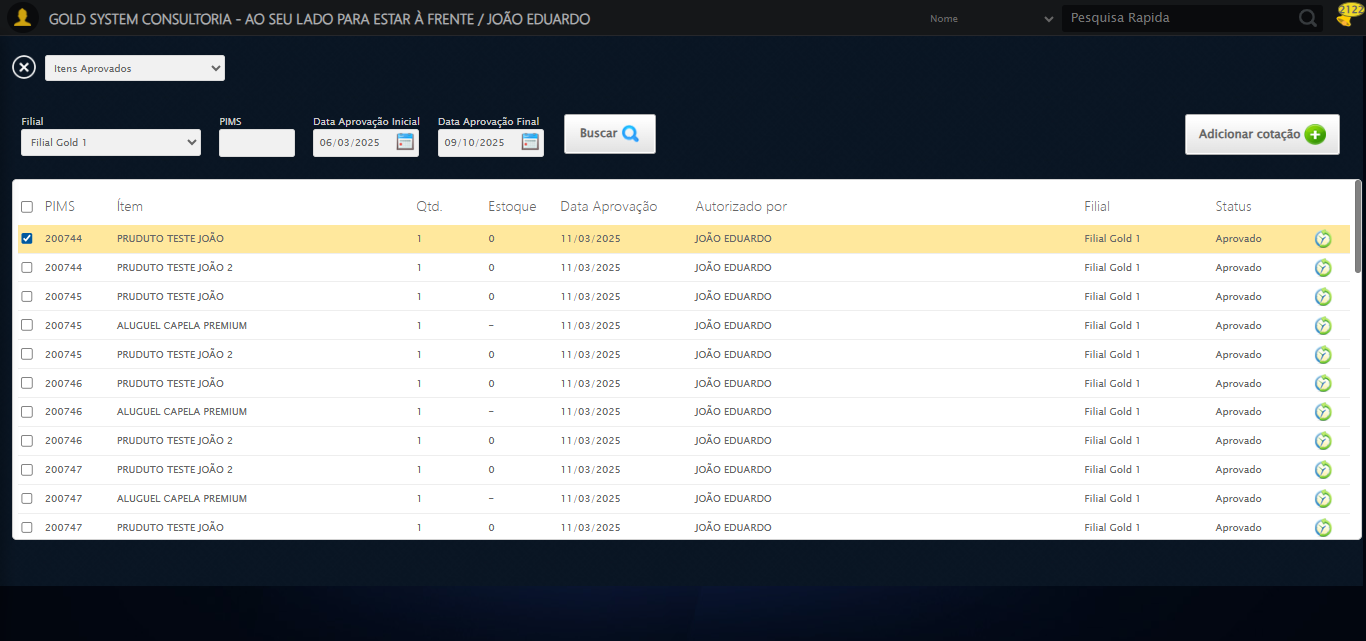 GOLD SYSTEM CONSULTORIA - AO SEU LADO PARA ESTAR À FRENTE / JOÃO EDUARDO Nome Pesquisa Rapida 2122
Itens Aprovados
Filial PIMS Data Aprovação Inicial Data Aprovação Final
Filial Gold 1 06/03/2025 09/10/2025 Buscar Adicionar cotação
PIMS Ítem Qtd. Estoque Data Aprovação Autorizado por Filial Status
200744 PRUDUTO TESTE JOÃO 1 0 11/03/2025 JOÃO EDUARDO Filial Gold 1 Aprovado
200744 PRUDUTO TESTE JOÃO 2 1 0 11/03/2025 JOÃO EDUARDO Filial Gold 1 Aprovado
200745 PRUDUTO TESTE JOÃO 1 0 11/03/2025 JOÃO EDUARDO Filial Gold 1 Aprovado
200745 ALUGUEL CAPELA PREMIUM 1 - 11/03/2025 JOÃO EDUARDO Filial Gold 1 Aprovado
200745 PRUDUTO TESTE JOÃO 2 1 0 11/03/2025 JOÃO EDUARDO Filial Gold 1 Aprovado
200746 PRUDUTO TESTE JOÃO 1 0 11/03/2025 JOÃO EDUARDO Filial Gold 1 Aprovado
200746 ALUGUEL CAPELA PREMIUM 1 - 11/03/2025 JOÃO EDUARDO Filial Gold 1 Aprovado
200746 PRUDUTO TESTE JOÃO 2 1 0 11/03/2025 JOÃO EDUARDO Filial Gold 1 Aprovado
200747 PRUDUTO TESTE JOÃO 2 1 0 11/03/2025 JOÃO EDUARDO Filial Gold 1 Aprovado
200747 ALUGUEL CAPELA PREMIUM 1 - 11/03/2025 JOÃO EDUARDO Filial Gold 1 Aprovado
200747 PRUDUTO TESTE JOÃO 1 0 11/03/2025 JOÃO EDUARDO Filial Gold 1 Aprovado